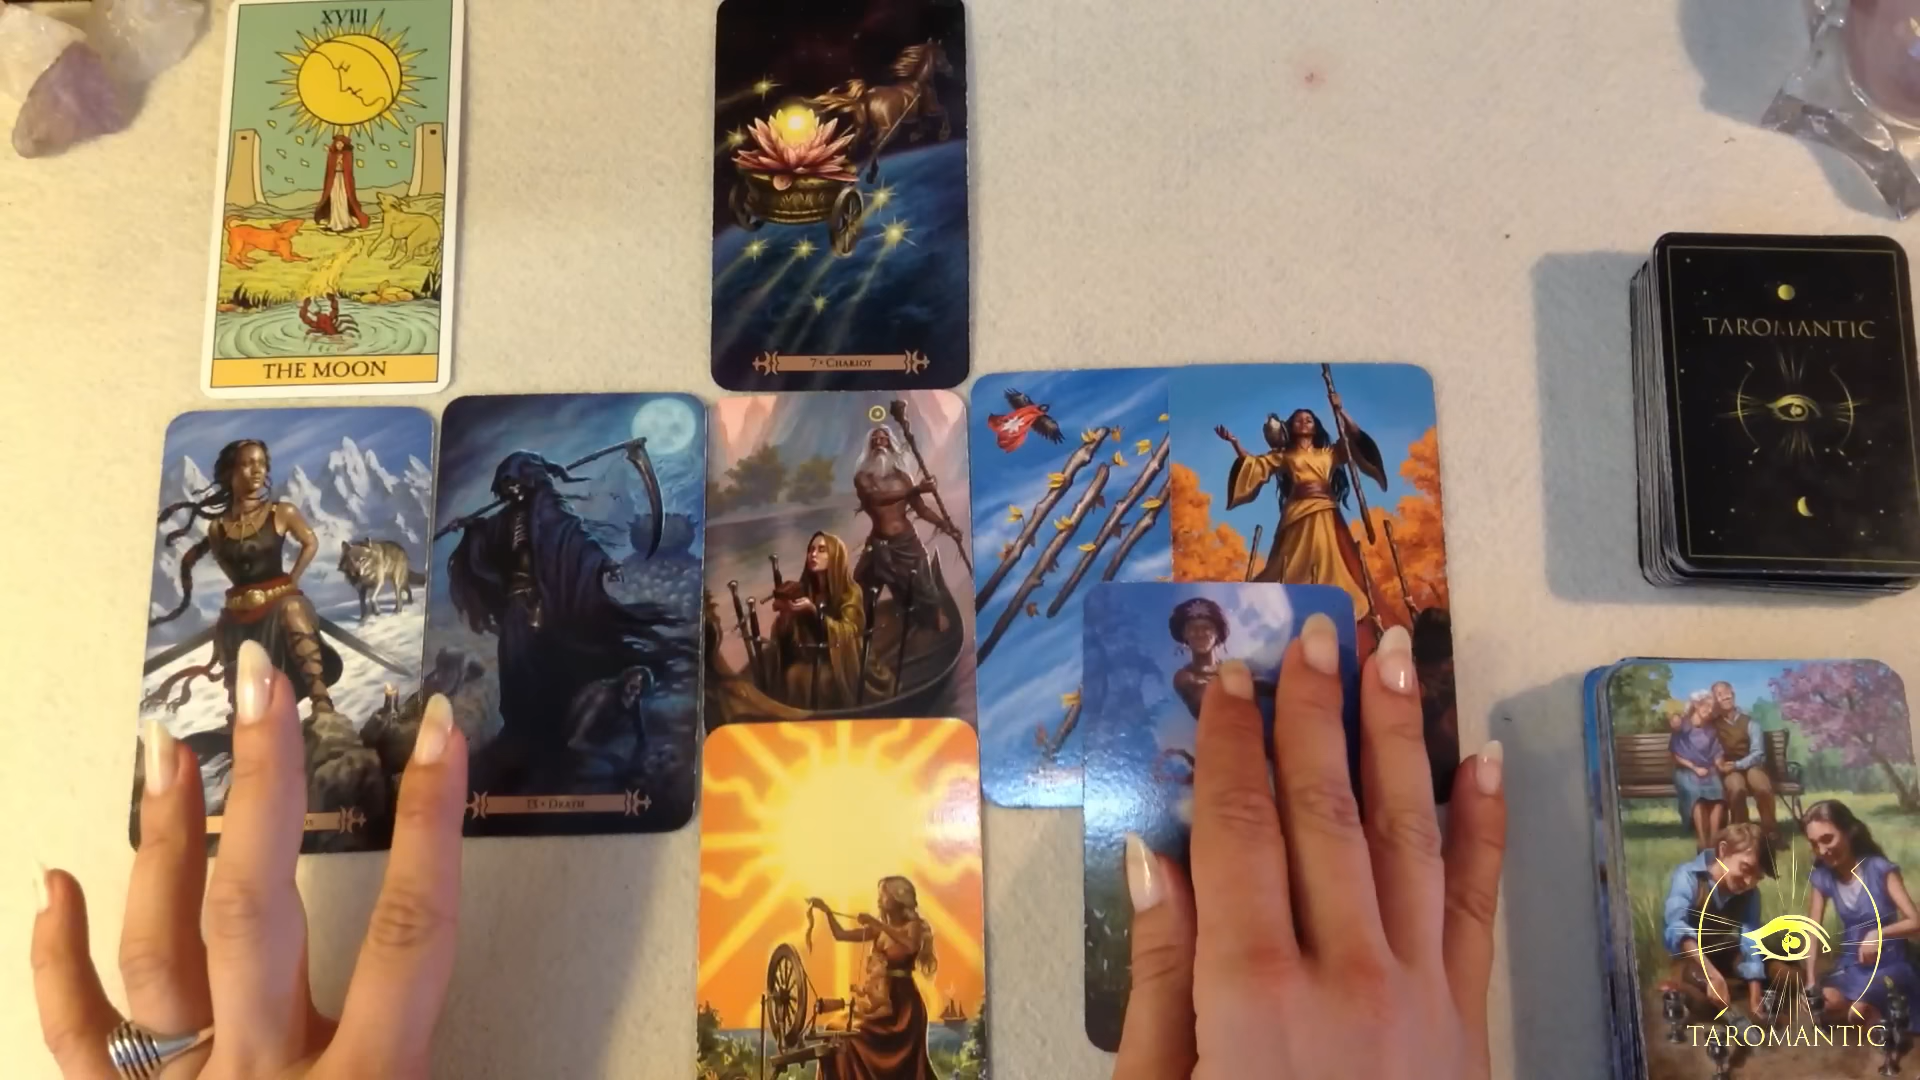 XVIII
THE MOON
7 • CHARIOT
13 • DEATH
TAROMANTIC
TAROMANTIC